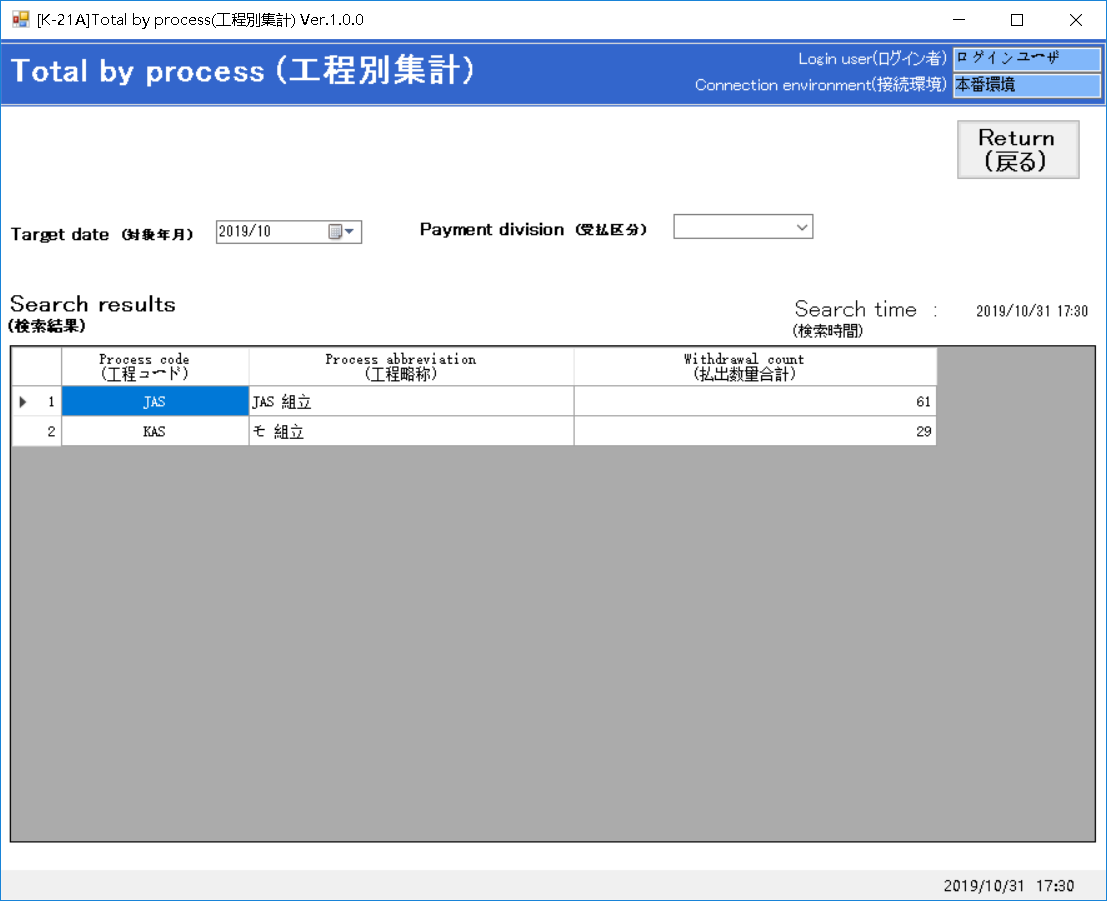 [K-21A]Total by process(工程別集計) Ver.1.0.0
Total by process (工程別集計)
Login user(ログイン者) ログインユーザ
Connection environment(接続環境) 本番環境
Return
(戻る)
Target date (対象年月) 2019/10
Payment division (受払区分)
Search results
(検索結果)
Search time : 2019/10/31 17:30
(検索時間)
Process code Process abbreviation Withdrawal count
(工程コード) (工程略称) (払出数量合計)
1 JAS JAS 組立 61
2 KAS モ 組立 29
2019/10/31 17:30